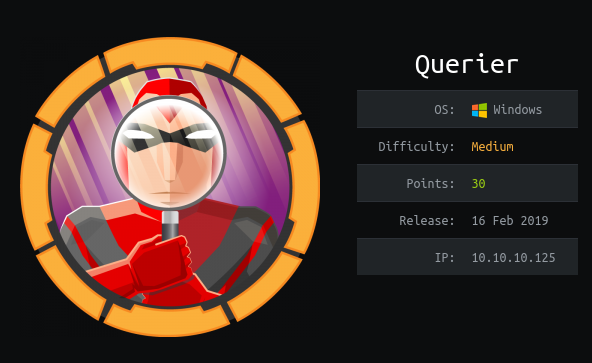 Querier
OS: Windows
Difficulty: Medium
Points: 30
Release: 16 Feb 2019
IP: 10.10.10.125